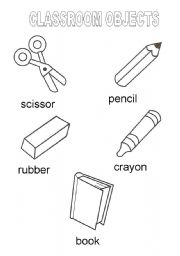 CLASSROOM OBJECTS
scissor
pencil
rubber
crayon
book